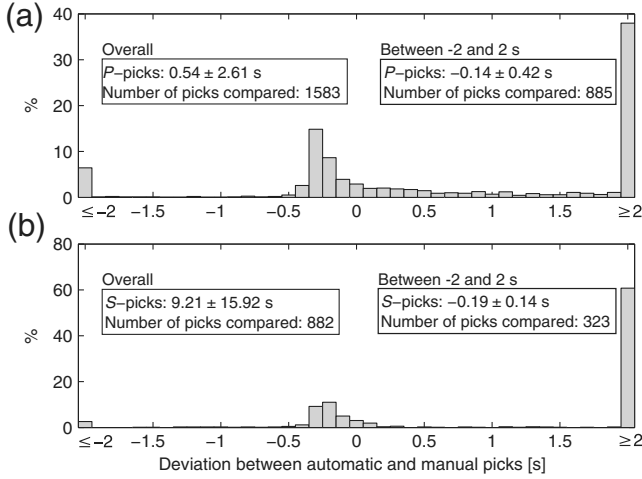 (a)
40
30
20
10
0
%
Overall
P−picks: 0.54 ± 2.61 s
Number of picks compared: 1583
Between -2 and 2 s
P−picks: −0.14 ± 0.42 s
Number of picks compared: 885
≤ −2 −1.5 −1 −0.5 0 0.5 1 1.5 ≥ 2
(b)
80
60
40
20
0
%
Overall
S−picks: 9.21 ± 15.92 s
Number of picks compared: 882
Between -2 and 2 s
S−picks: −0.19 ± 0.14 s
Number of picks compared: 323
≤ −2 −1.5 −1 −0.5 0 0.5 1 1.5 ≥ 2
Deviation between automatic and manual picks [s]